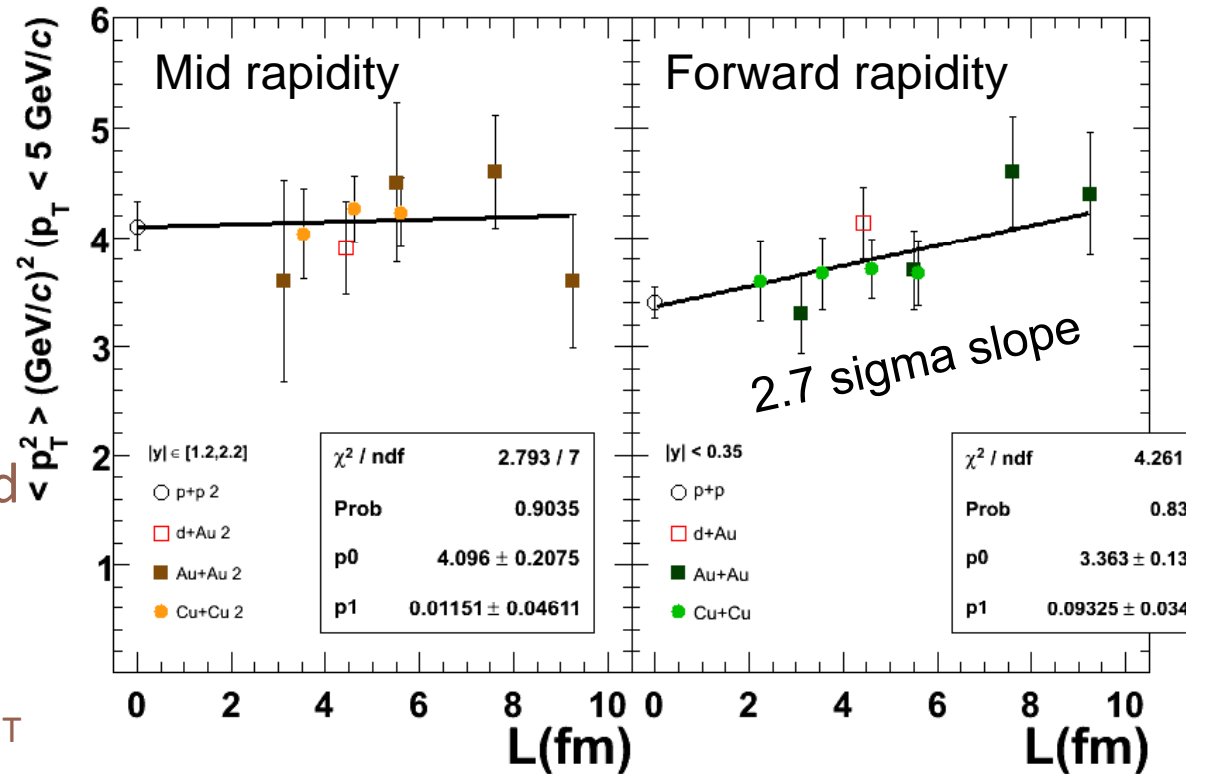 < p_T^2 > (GeV/c)^2 (p_T < 5 GeV/c)
6
5
4
3
2
1
Mid rapidity
|y| ∈ [1.2,2.2]
p+p 2
d+Au 2
Au+Au 2
Cu+Cu 2
χ² / ndf 2.793 / 7
Prob 0.9035
p0 4.096 ± 0.2075
p1 0.01151 ± 0.04611
0 2 4 6 8 10
L(fm)
Forward rapidity
2.7 sigma slope
|y| < 0.35
p+p
d+Au
Au+Au
Cu+Cu
χ² / ndf 4.261
Prob 0.83
p0 3.363 ± 0.13
p1 0.09325 ± 0.034
0 2 4 6 8 10
L(fm)
d
T